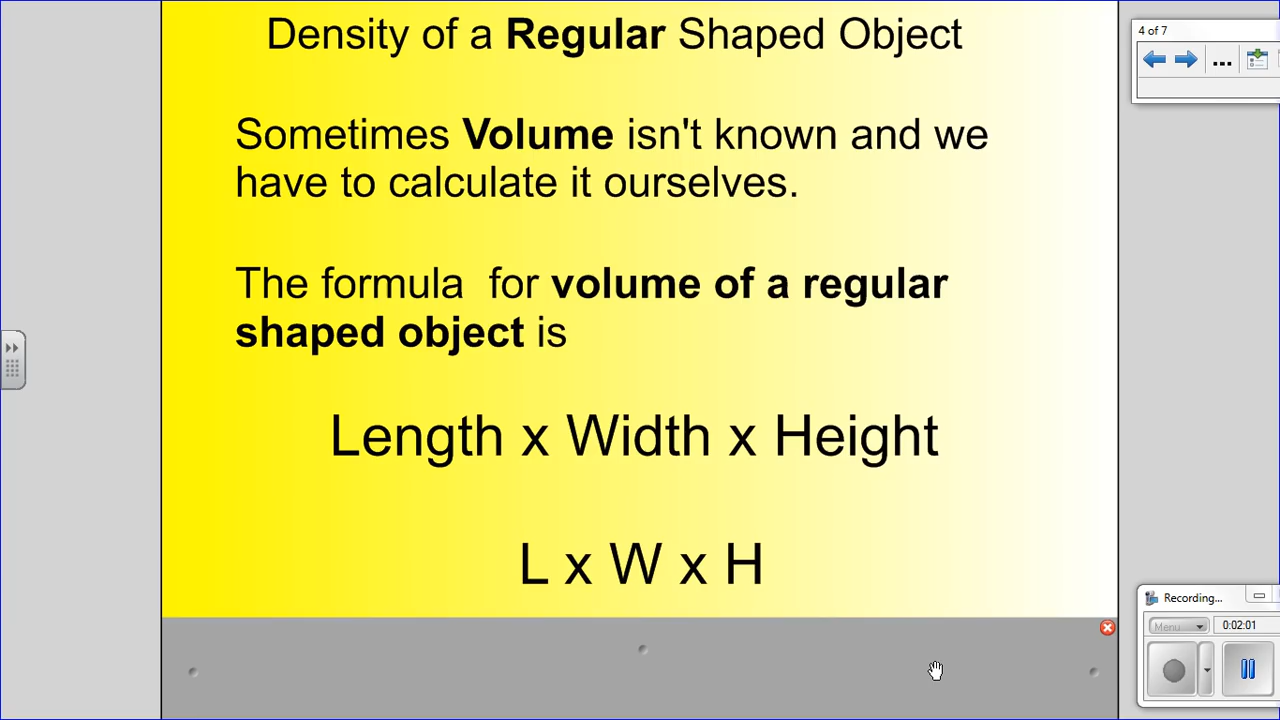 Density of a Regular Shaped Object
Sometimes Volume isn't known and we
have to calculate it ourselves.
The formula for volume of a regular
shaped object is
Length x Width x Height
L x W x H
4 of 7
...
Recording...
Menu
0:02:01